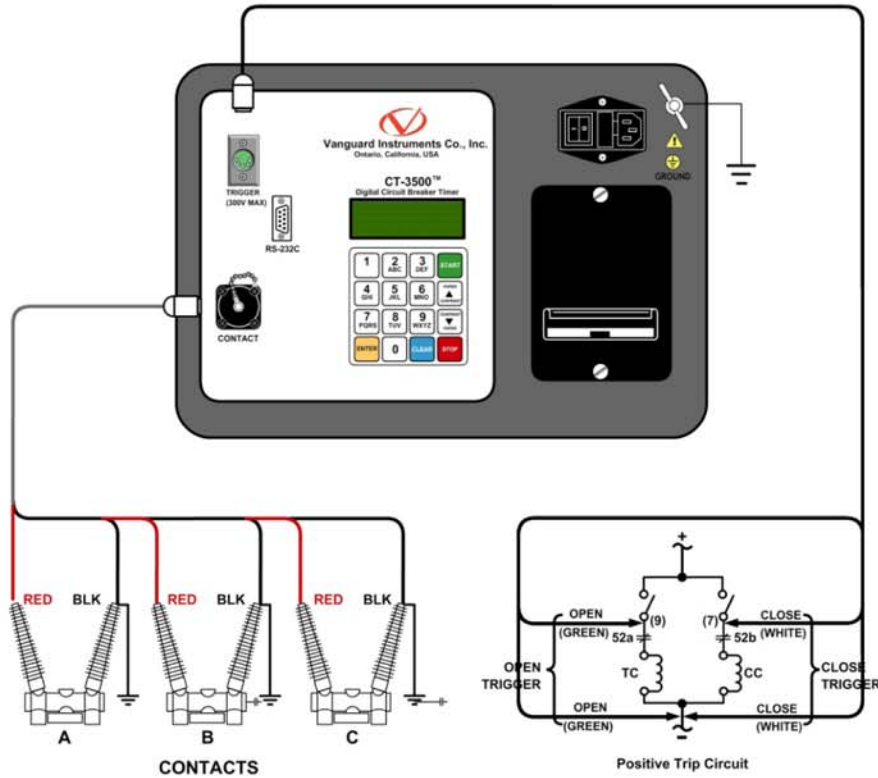 Vanguard Instruments Co., Inc.
Ontario, California, USA
CT-3500™
Digital Circuit Breaker Timer
TRIGGER
(300V MAX)
RS-232C
CONTACT
GROUND
1
2
ABC
3
DEF
START
4
GHI
5
JKL
6
MNO
7
PQRS
8
TUV
9
WXYZ
ENTER
0
CLEAR
STOP
RED BLK RED BLK RED BLK
A B C
CONTACTS
+
OPEN
(GREEN)
(9)
(7)
CLOSE
(WHITE)
52a
52b
OPEN
TRIGGER
TC
CC
CLOSE
TRIGGER
OPEN
(GREEN)
CLOSE
(WHITE)
-
Positive Trip Circuit